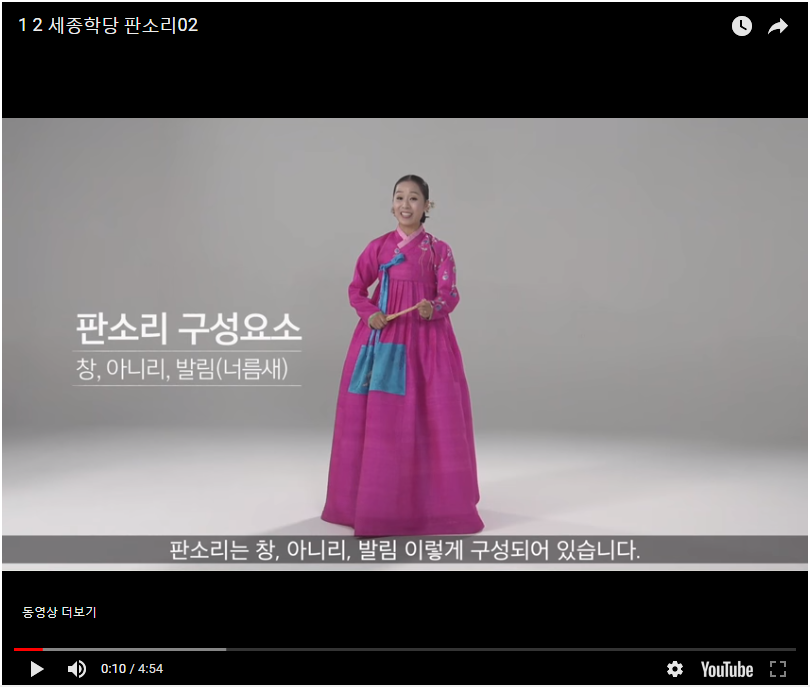 1 2 세종학당 판소리02
판소리 구성요소
창, 아니리, 발림(너름새)
판소리는 창, 아니리, 발림 이렇게 구성되어 있습니다.
동영상 더보기
0:10 / 4:54
YouTube